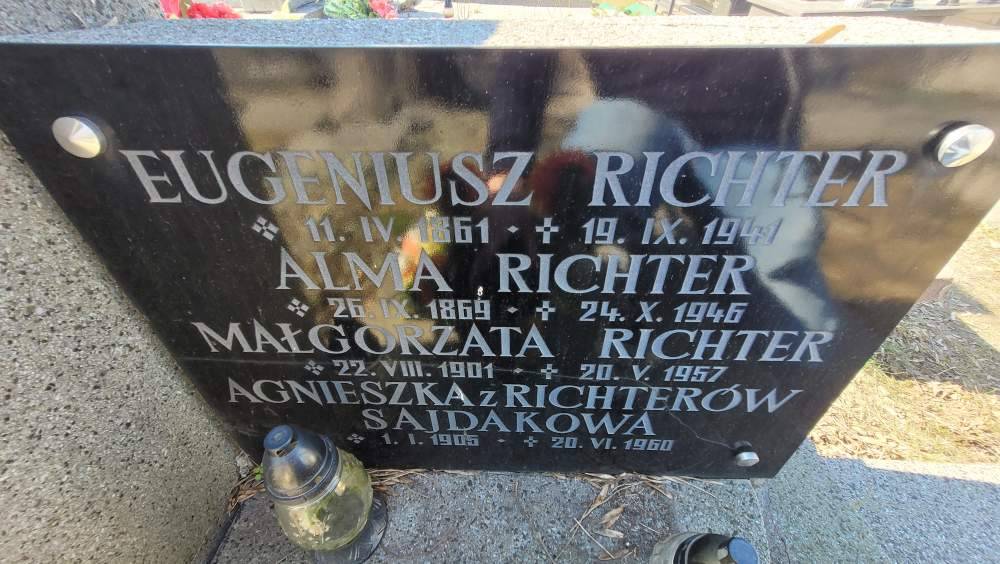 EUGENIUSZ RICHTER
11. IV 1861 · ✝ 19. IX. 1941
ALMA RICHTER
26. IX. 1869 · ✝ 24. X. 1946
MAŁGORZATA RICHTER
22. VIII. 1901 · ✝ 20. V. 1957
AGNIESZKA z RICHTERÓW
SAJDAKOWA
1. I. 1905 · ✝ 20. VI. 1960